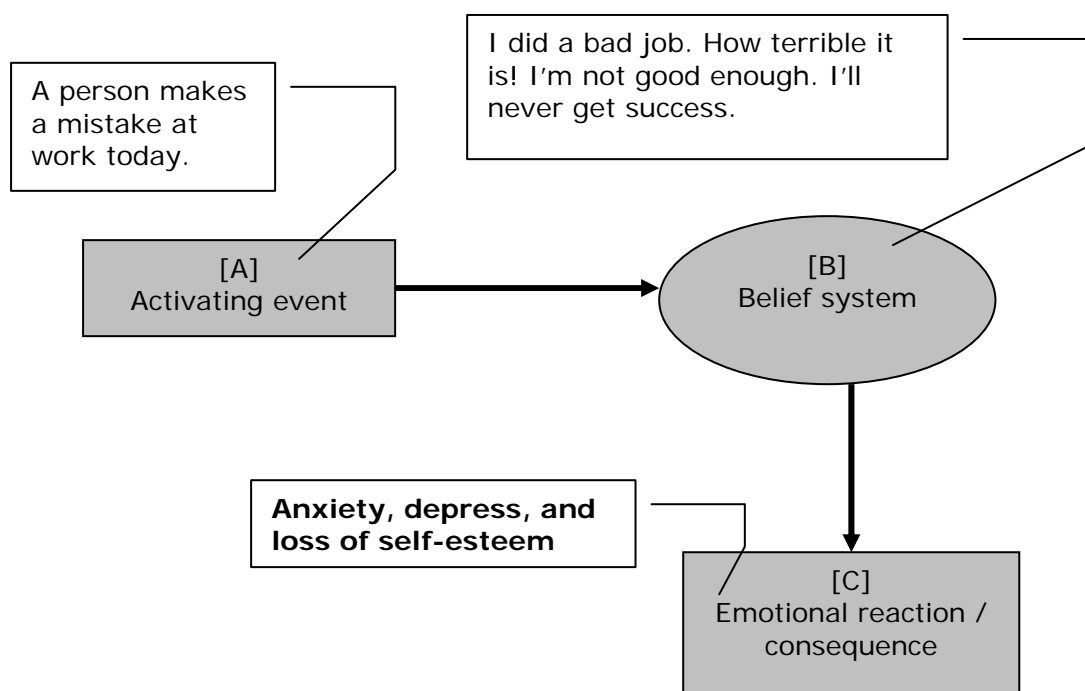 I did a bad job. How terrible it
is! I'm not good enough. I'll
never get success.
A person makes
a mistake at
work today.
[A]
Activating event
[B]
Belief system
Anxiety, depress, and
loss of self-esteem
[C]
Emotional reaction /
consequence